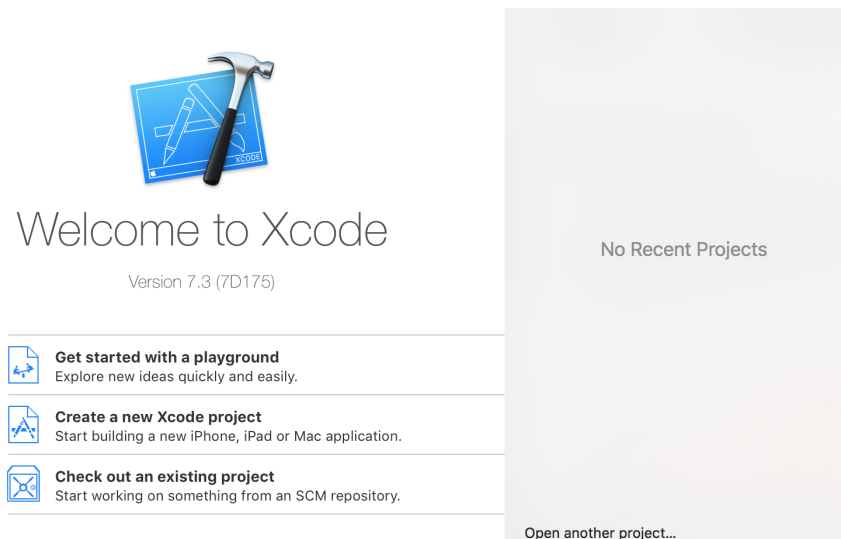 XCODE
Welcome to Xcode
Version 7.3 (7D175)
Get started with a playground
Explore new ideas quickly and easily.
Create a new Xcode project
Start building a new iPhone, iPad or Mac application.
Check out an existing project
Start working on something from an SCM repository.
No Recent Projects
Open another project...